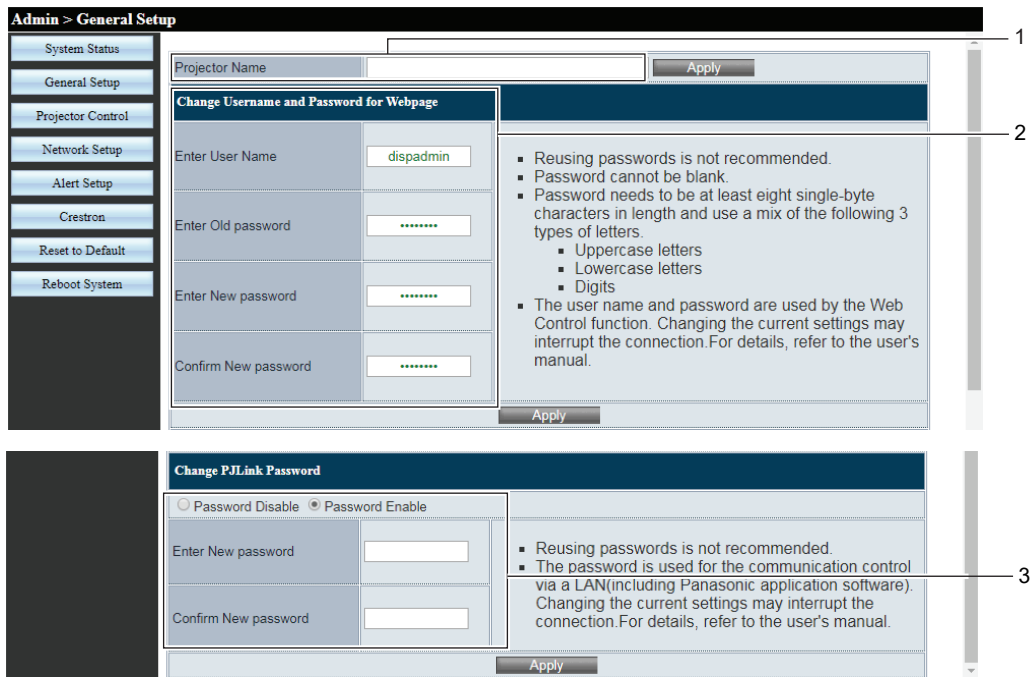 Admin > General Setup
1
System Status
General Setup
Projector Control
Network Setup
Alert Setup
Crestron
Reset to Default
Reboot System
Projector Name
Apply
Change Username and Password for Webpage
2
Enter User Name
dispadmin
Enter Old password
••••••••
Enter New password
••••••••
Confirm New password
••••••••
▪ Reusing passwords is not recommended.
▪ Password cannot be blank.
▪ Password needs to be at least eight single-byte
characters in length and use a mix of the following 3
types of letters.
▪ Uppercase letters
▪ Lowercase letters
▪ Digits
▪ The user name and password are used by the Web
Control function. Changing the current settings may
interrupt the connection.For details, refer to the user's
manual.
Apply
Change PJLink Password
Password Disable
Password Enable
Enter New password
Confirm New password
▪ Reusing passwords is not recommended.
▪ The password is used for the communication control
via a LAN(including Panasonic application software).
Changing the current settings may interrupt the
connection.For details, refer to the user's manual.
3
Apply